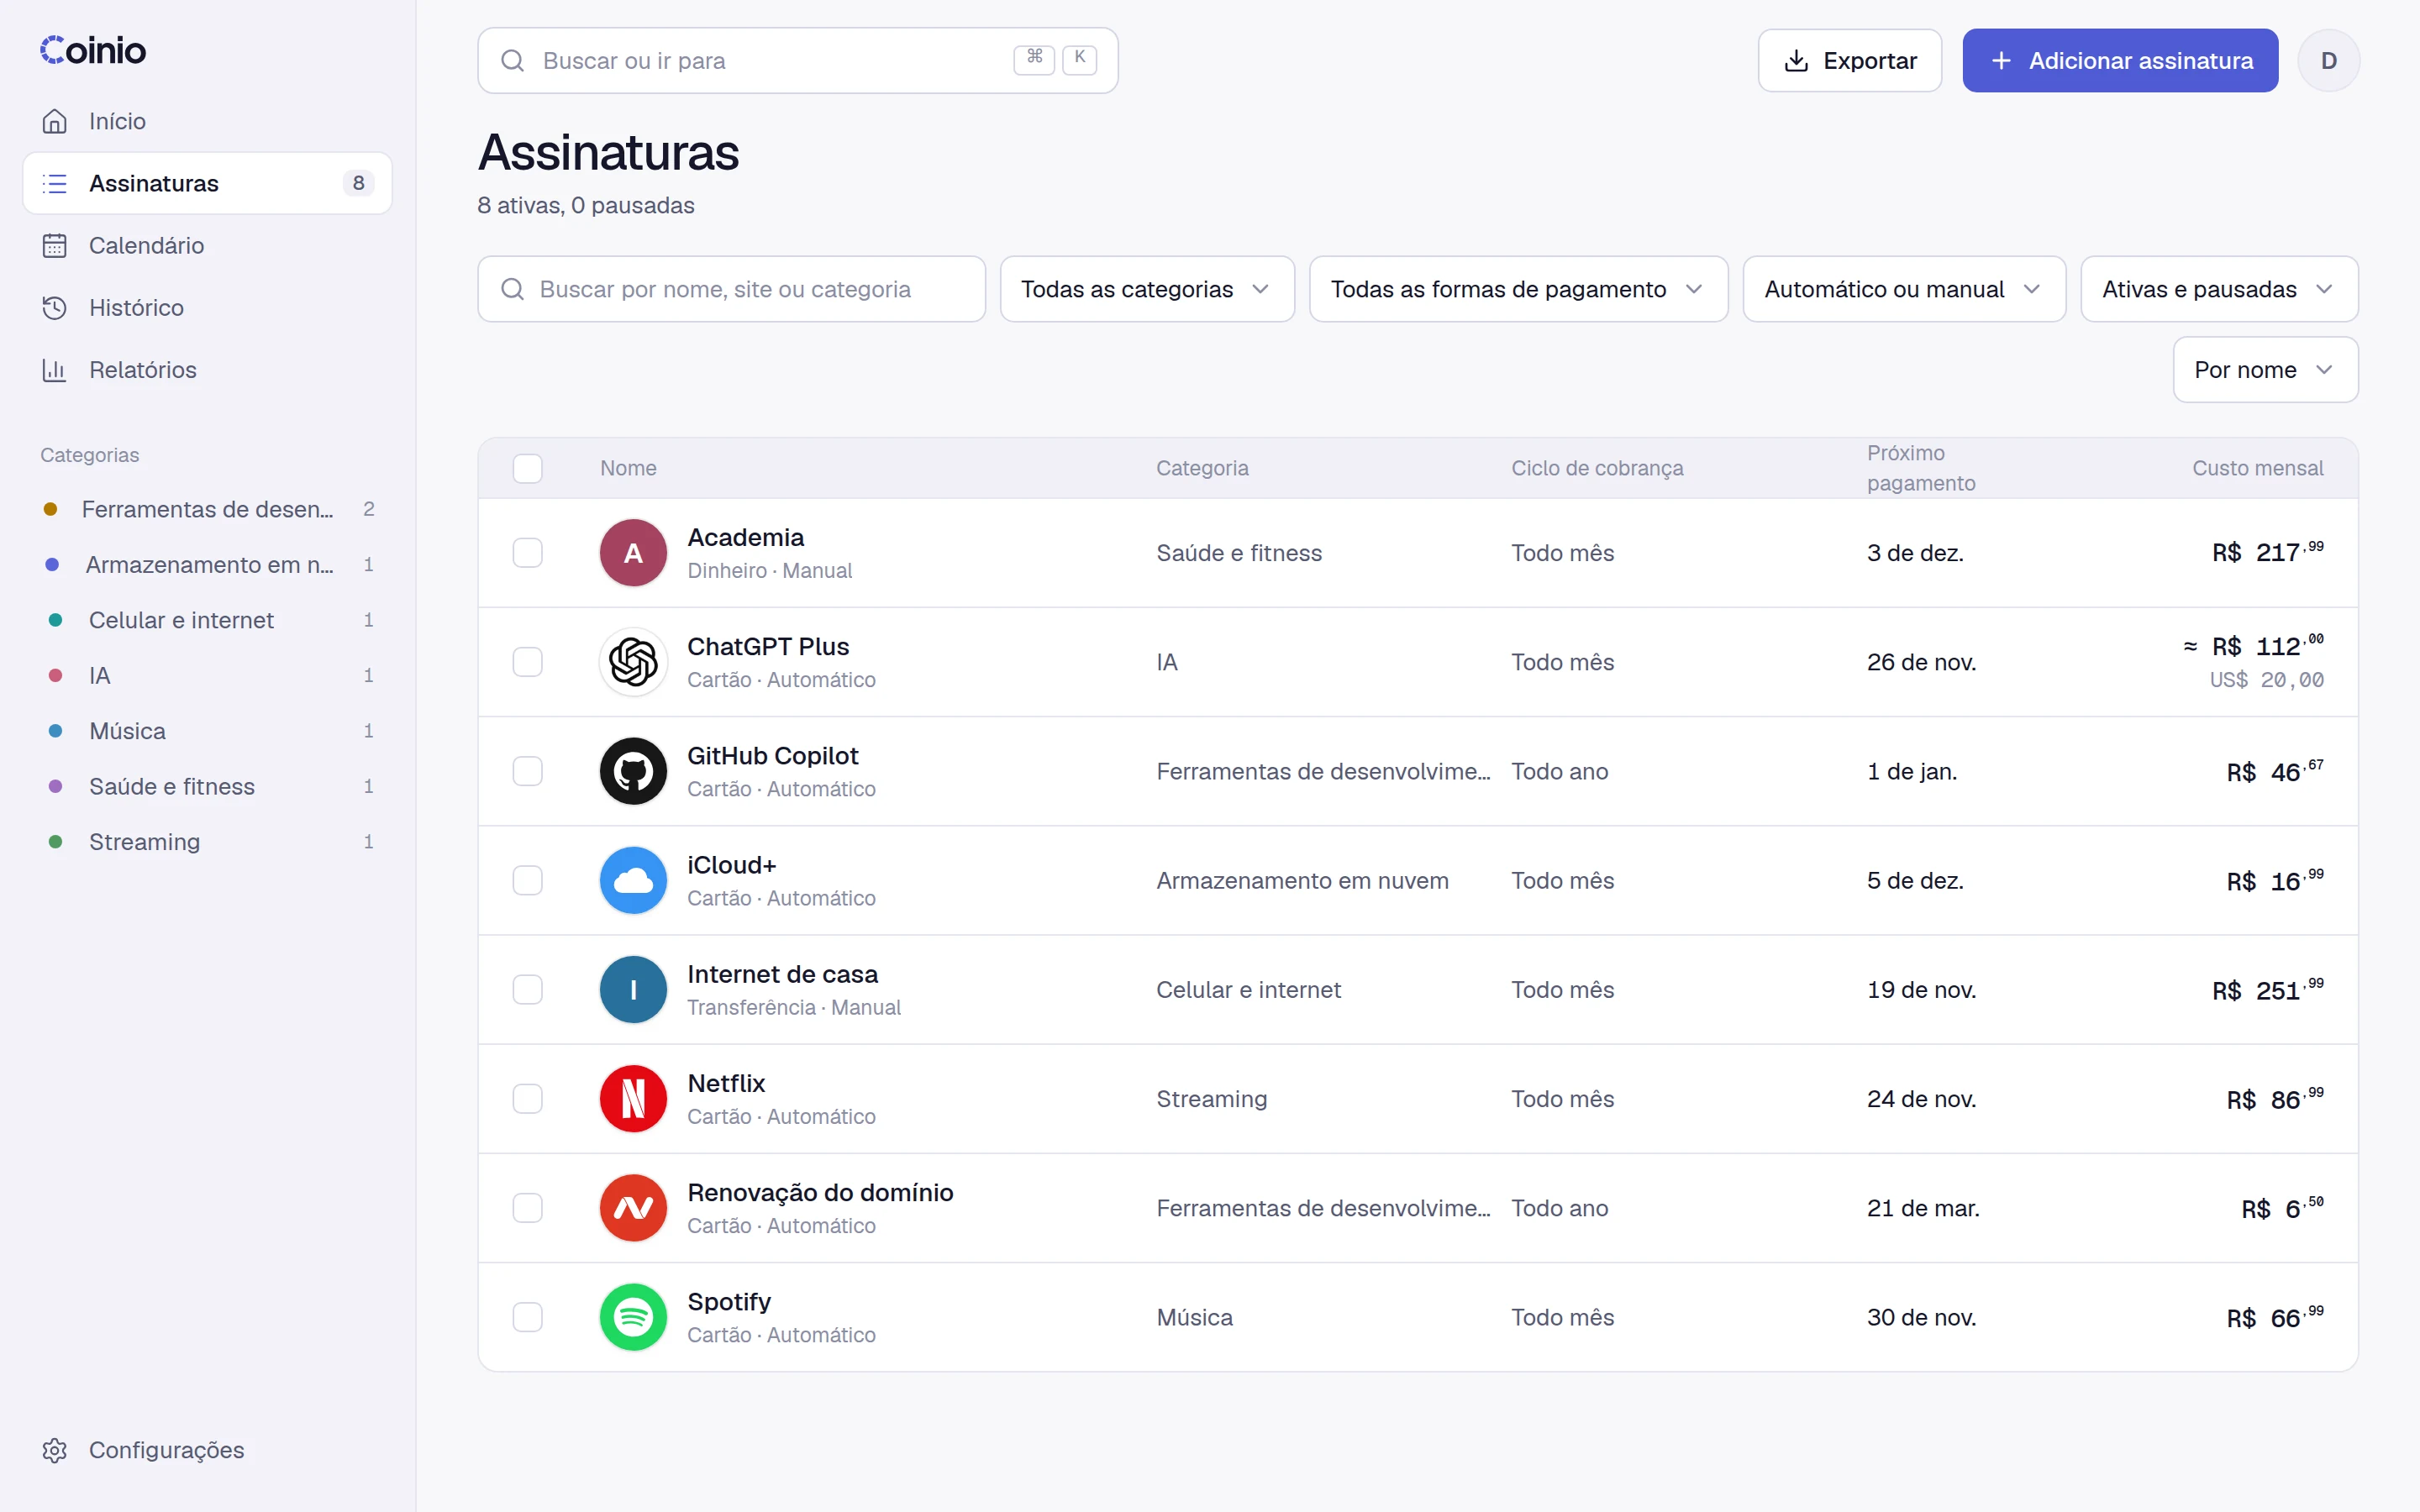 Coinio
Início
Assinaturas 8
Calendário
Histórico
Relatórios
Categorias
Ferramentas de desen... 2
Armazenamento em n... 1
Celular e internet 1
IA 1
Música 1
Saúde e fitness 1
Streaming 1
Configurações
Buscar ou ir para ⌘ K
Exportar
Adicionar assinatura
D
Assinaturas
8 ativas, 0 pausadas
Buscar por nome, site ou categoria
Todas as categorias
Todas as formas de pagamento
Automático ou manual
Ativas e pausadas
Por nome
Nome Categoria Ciclo de cobrança Próximo pagamento Custo mensal
A Academia Saúde e fitness Todo mês 3 de dez. R$ 217,99
Dinheiro · Manual
ChatGPT Plus IA Todo mês 26 de nov. ≈ R$ 112,00
Cartão · Automático US$ 20,00
GitHub Copilot Ferramentas de desenvolvime... Todo ano 1 de jan. R$ 46,67
Cartão · Automático
iCloud+ Armazenamento em nuvem Todo mês 5 de dez. R$ 16,99
Cartão · Automático
I Internet de casa Celular e internet Todo mês 19 de nov. R$ 251,99
Transferência · Manual
N Netflix Streaming Todo mês 24 de nov. R$ 86,99
Cartão · Automático
Renovação do domínio Ferramentas de desenvolvime... Todo ano 21 de mar. R$ 6,50
Cartão · Automático
Spotify Música Todo mês 30 de nov. R$ 66,99
Cartão · Automático